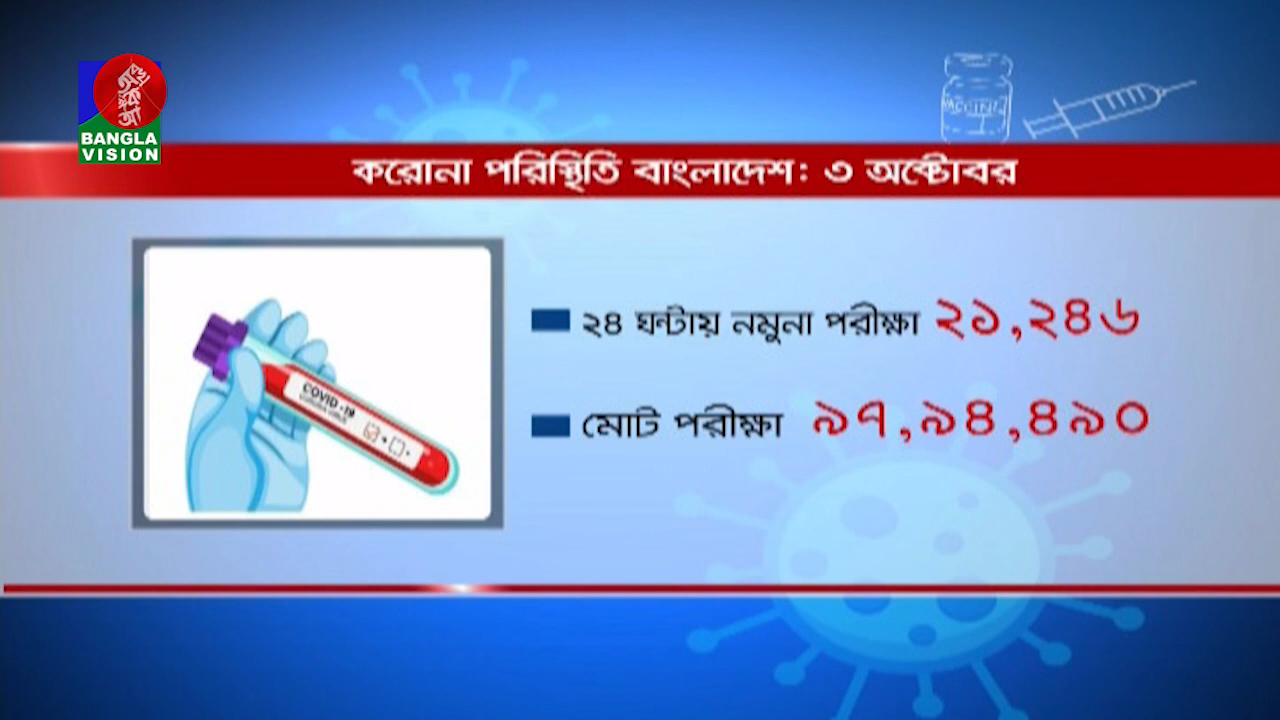 BANGLA
VISION
VACCINE
করোনা পরিস্থিতি বাংলাদেশ: ৩ অক্টোবর
২৪ ঘন্টায় নমুনা পরীক্ষা ২১,২৪৬
মোট পরীক্ষা ৯৭,৯৪,৪৯০
COVID -19